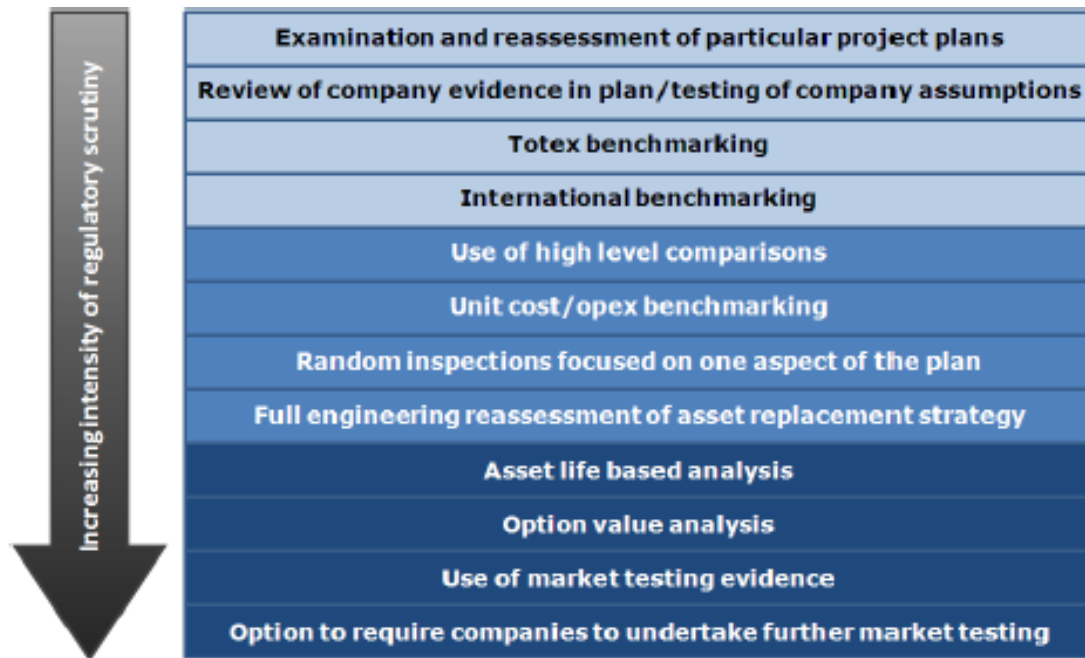 Increasing intensity of regulatory scrutiny
Examination and reassessment of particular project plans
Review of company evidence in plan/testing of company assumptions
Totex benchmarking
International benchmarking
Use of high level comparisons
Unit cost/opex benchmarking
Random inspections focused on one aspect of the plan
Full engineering reassessment of asset replacement strategy
Asset life based analysis
Option value analysis
Use of market testing evidence
Option to require companies to undertake further market testing